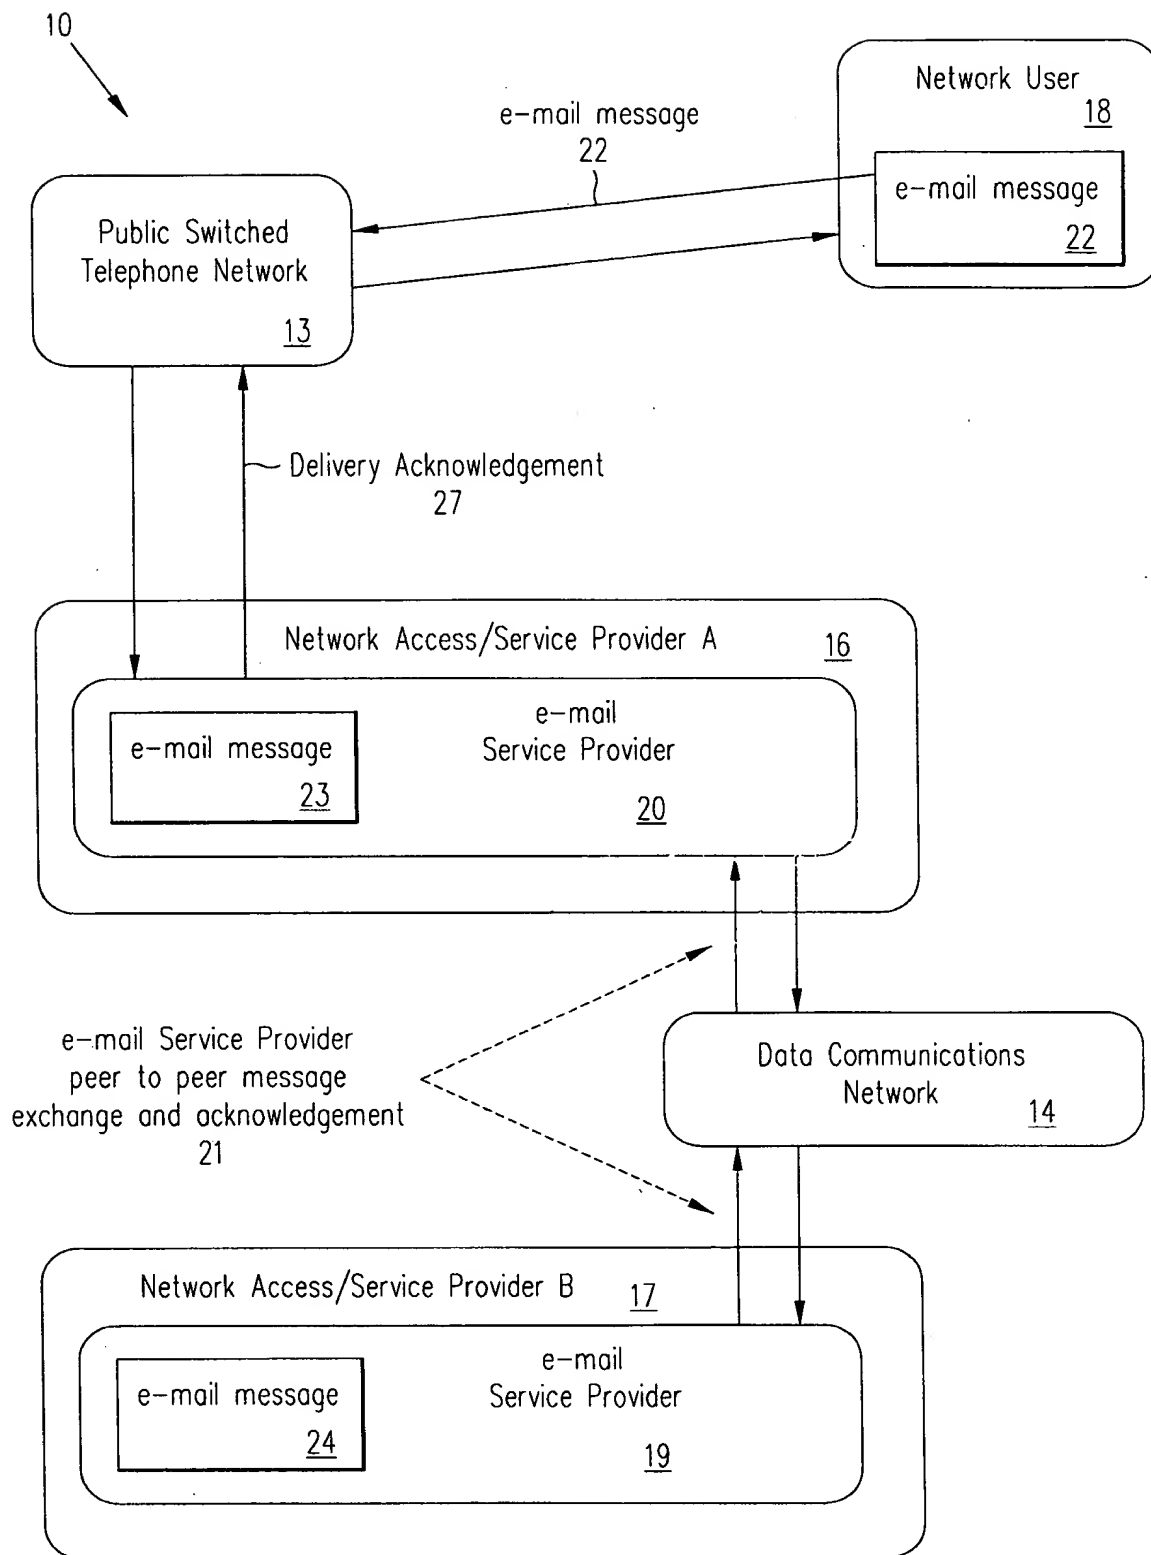 10
Network User
18
e-mail message
22
e-mail message
22
Public Switched
Telephone Network
13
Delivery Acknowledgement
27
Network Access/Service Provider A
16
e-mail message
23
e-mail
Service Provider
20
e-mail Service Provider
peer to peer message
exchange and acknowledgement
21
Data Communications
Network
14
Network Access/Service Provider B
17
e-mail message
24
e-mail
Service Provider
19